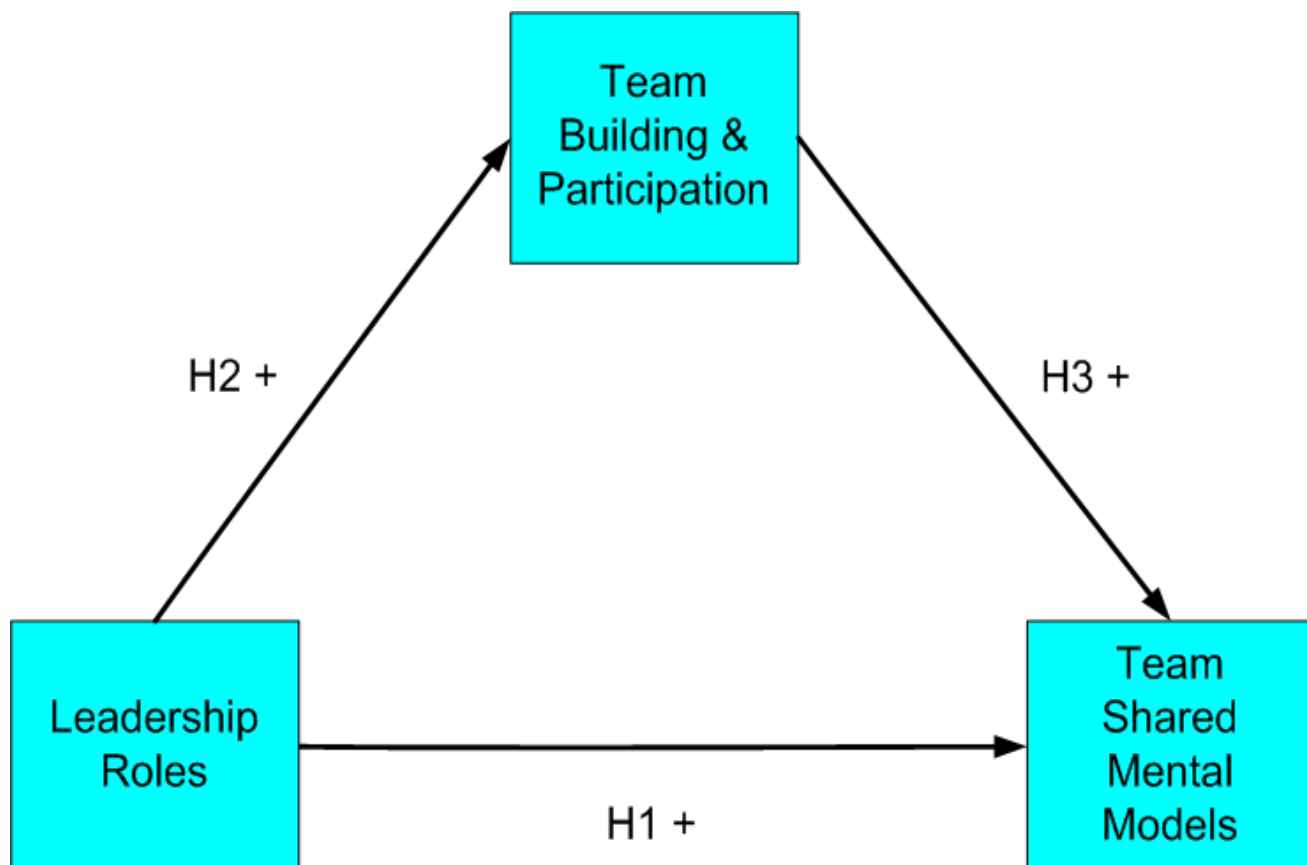 Team
Building &
Participation
H2 +
H3 +
Leadership
Roles
H1 +
Team
Shared
Mental
Models